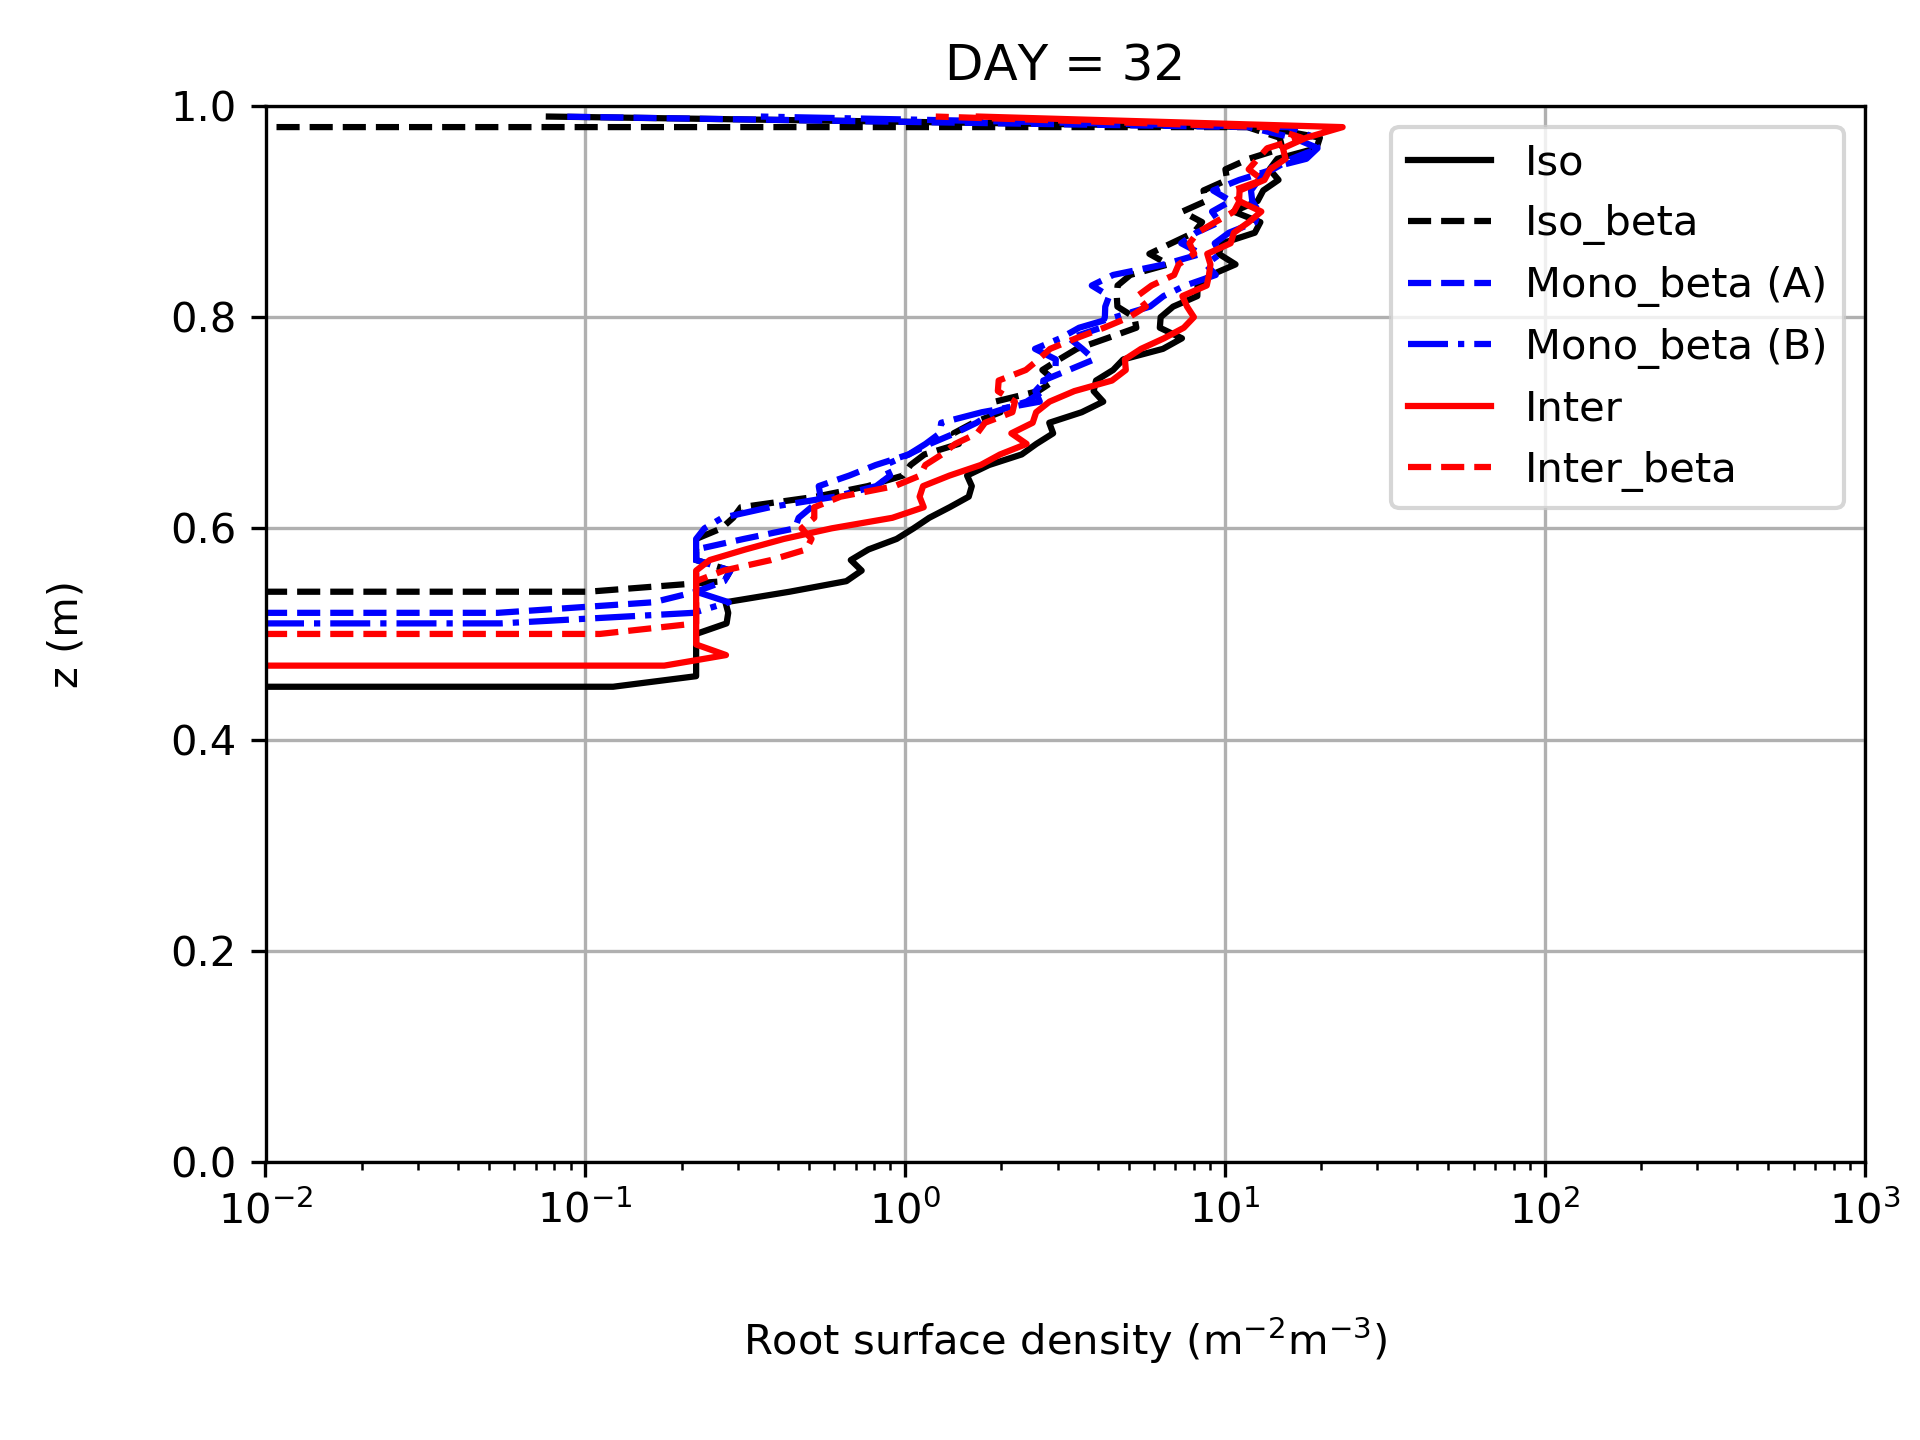 DAY = 32
1.0
0.8
0.6
0.4
0.2
0.0
z (m)
10⁻² 10⁻¹ 10⁰ 10¹ 10² 10³
Root surface density (m⁻²m⁻³)
Iso
Iso_beta
Mono_beta (A)
Mono_beta (B)
Inter
Inter_beta